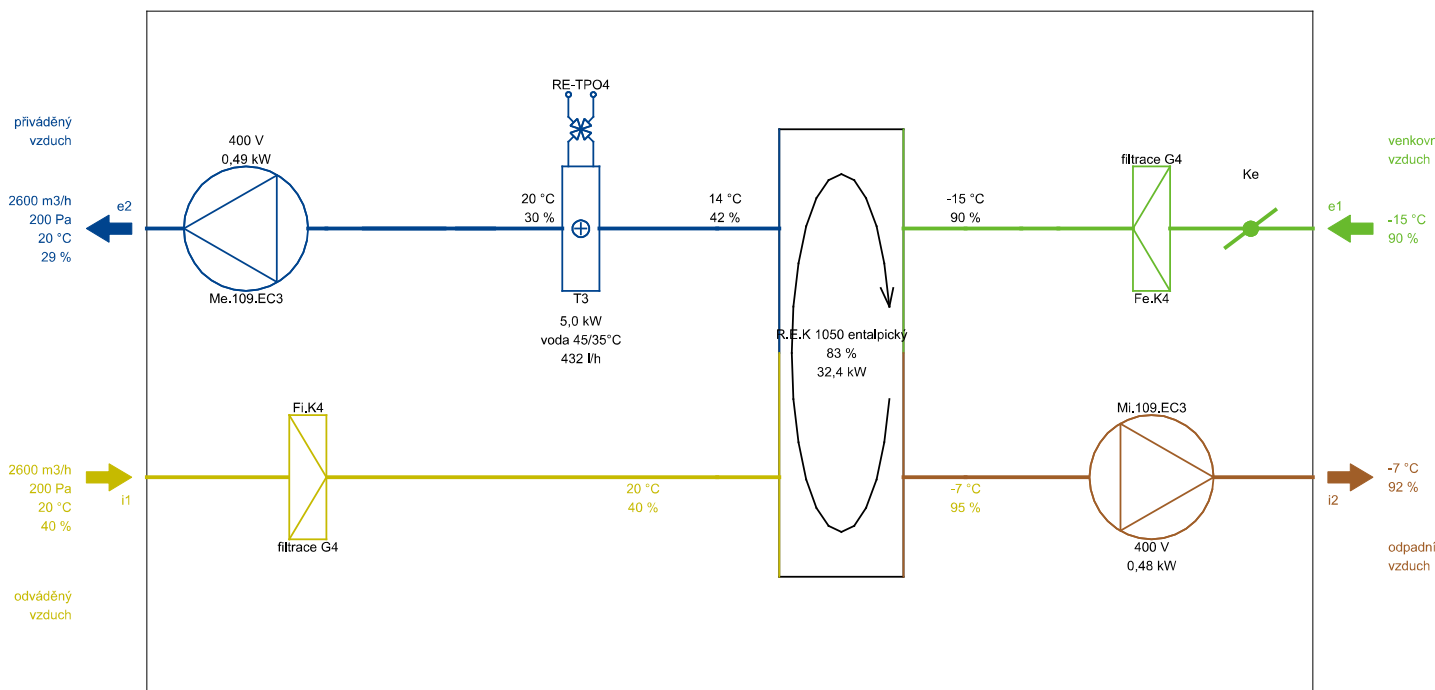 RE-TPO4
přiváděný
vzduch
400 V
0,49 kW
2600 m3/h
200 Pa
20 °C
29 %
e2
Me.109.EC3
20 °C
30 %
T3
5,0 kW
voda 45/35°C
432 l/h
14 °C
42 %
R.E.K 1050 entalpický
83 %
32,4 kW
-15 °C
90 %
filtrace G4
Fe.K4
Ke
venkovn
vzduch
e1
-15 °C
90 %
2600 m3/h
200 Pa
20 °C
40 %
i1
Fi.K4
filtrace G4
odváděný
vzduch
20 °C
40 %
-7 °C
95 %
Mi.109.EC3
400 V
0,48 kW
-7 °C
92 %
i2
odpadní
vzduch